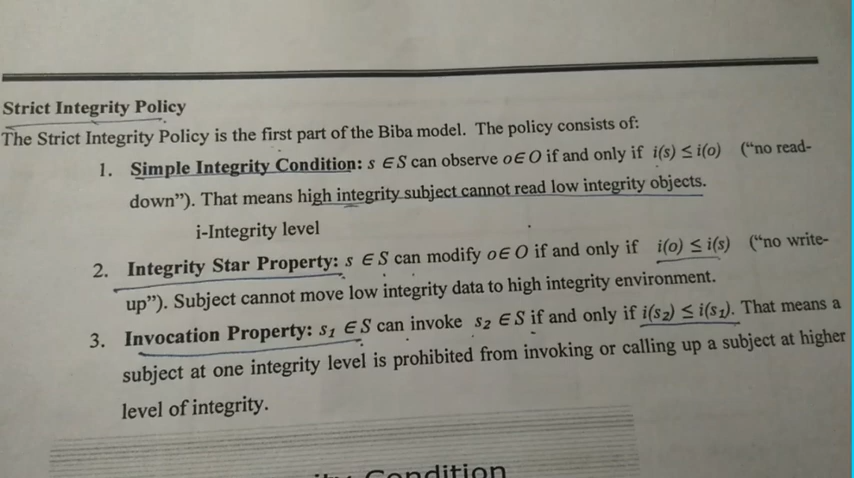 Strict Integrity Policy
The Strict Integrity Policy is the first part of the Biba model. The policy consists of:
1. Simple Integrity Condition: s ∈ S can observe o∈ O if and only if i(s) ≤ i(o) ("no read-
down"). That means high integrity subject cannot read low integrity objects.
i-Integrity level
2. Integrity Star Property: s ∈ S can modify o∈ O if and only if i(o) ≤ i(s) ("no write-
up"). Subject cannot move low integrity data to high integrity environment.
3. Invocation Property: s₁ ∈ S can invoke s₂ ∈ S if and only if i(s₂) ≤ i(s₁). That means a
subject at one integrity level is prohibited from invoking or calling up a subject at higher
level of integrity.
Condition